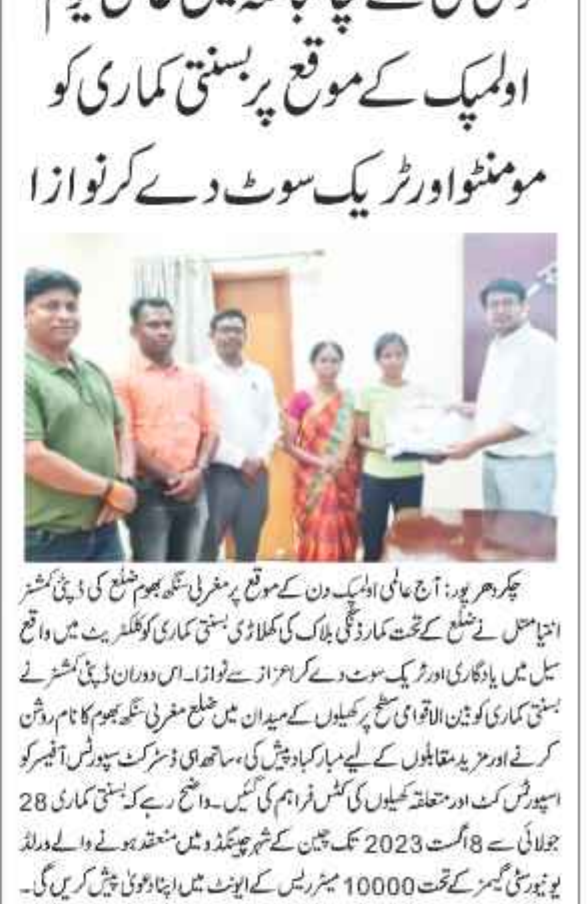 اولمپک کے موقع پر بسنتی کماری کو
مومنٹو اور ٹریک سوٹ دے کر نوازا
چکردھرپور: آج عالمی اولمپک دن کے موقع پر مغربی سنگھ بھوم ضلع کی ڈپٹی کمشنر
متل نے ضلع کے تحت کمارڈنگی بلاک کی کھلاڑی بسنتی کماری کو کلکٹریٹ میں واقع
سیل میں یادگاری اور ٹریک سوٹ دے کر اعزاز سے نوازا۔ اس دوران ڈپٹی کمشنر نے
بسنتی کماری کو بین الاقوامی سطح پر کھیلوں کے میدان میں ضلع مغربی سنگھ بھوم کا نام روشن
کرنے اور مزید مقابلوں کے لیے مبارکباد پیش کی، ساتھ ہی ڈسٹرکٹ سپورٹس آفیسر کو
اسپورٹس کٹ اور متعلقہ کھیلوں کی کٹس فراہم کی گئیں۔ واضح رہے کہ بسنتی کماری 28
جولائی سے 8 اگست 2023 تک چین کے شہر چینگڈو میں منعقد ہونے والے ورلڈ
یونیورسٹی گیمز کے تحت 10000 میٹر ریس کے ایونٹ میں اپنا دعویٰ پیش کریں گی۔